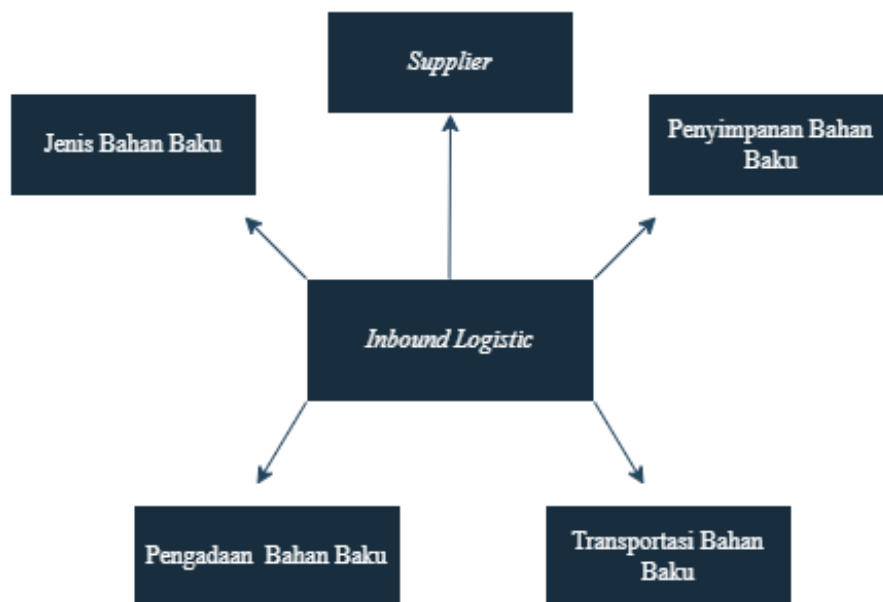 Supplier
Jenis Bahan Baku
Penyimpanan Bahan
Baku
Inbound Logistic
Pengadaan Bahan Baku
Transportasi Bahan
Baku